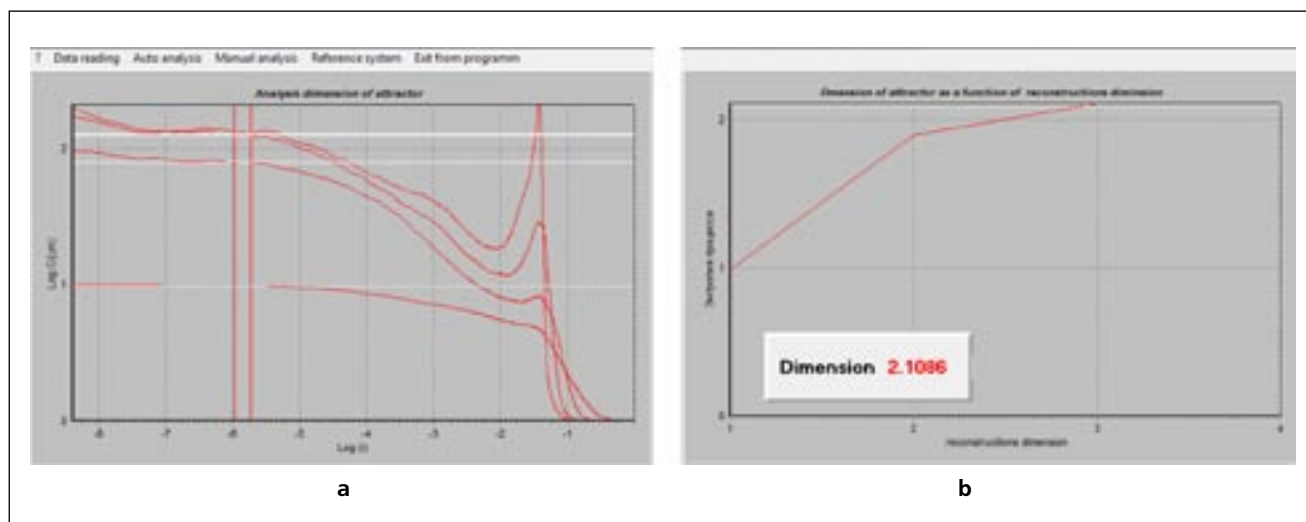 ? Data reading Auto analysis Manual analysis Reference system Exit from programm
Analysis dimension of attractor
2
1
0
-8 -7 -6 -5 -4 -3 -2 -1
Log (r)
a
Dimension of attractor as a function of reconstructions dimension
2
1
0
Dimension 2.1086
1 2 3 4
reconstructions dimension
b